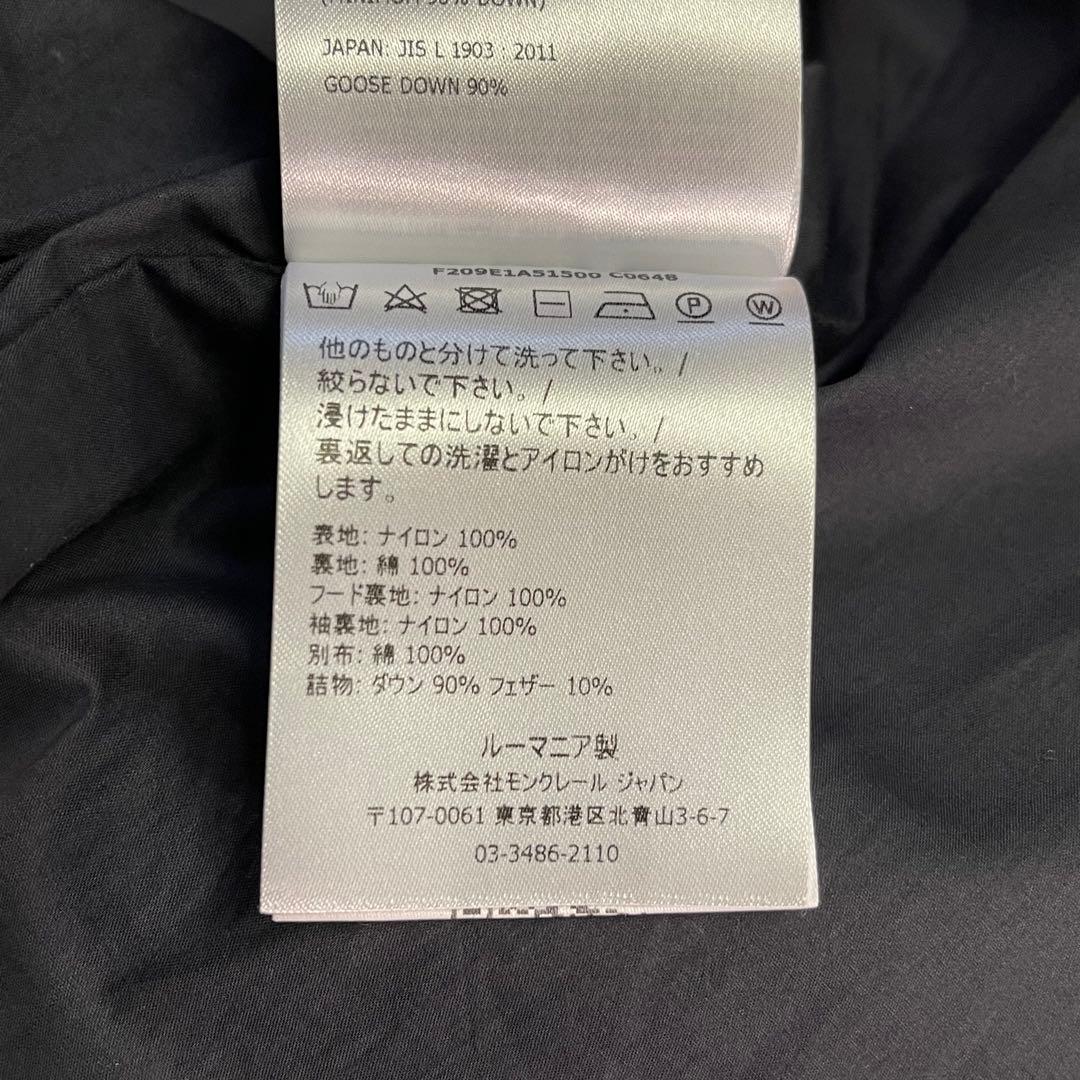 (MINIMUM 90% DOWN)
JAPAN: JIS L 1903 : 2011
GOOSE DOWN 90%
F209E1A51500 C0648
P
W
他のものと分けて洗って下さい。/
絞らないで下さい。/
浸けたままにしないで下さい。/
裏返しての洗濯とアイロンがけをおすすめ
します。
表地: ナイロン 100%
裏地: 綿 100%
フード裏地: ナイロン 100%
袖裏地: ナイロン 100%
別布: 綿 100%
詰物: ダウン 90% フェザー 10%
ルーマニア製
株式会社モンクレール ジャパン
〒107-0061 東京都港区北青山3-6-7
03-3486-2110